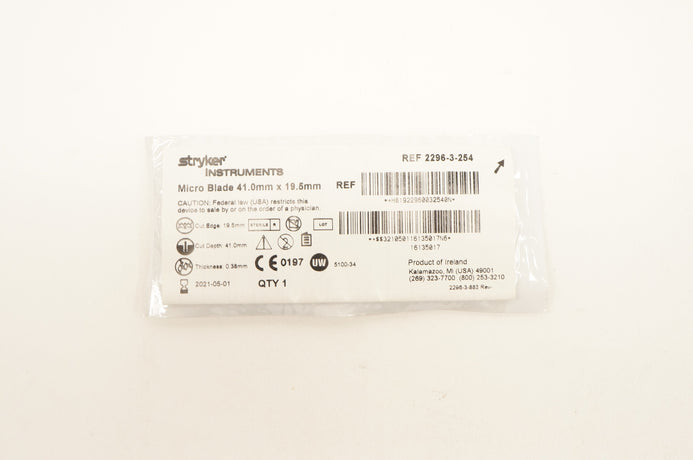 stryker
INSTRUMENTS
REF 2296-3-254
Micro Blade 41.0mm x 19.5mm
REF
CAUTION: Federal law (USA) restricts this
device to sale by or on the order of a physician.
Cut Edge: 19.5mm
STERILE R
LOT
Cut Depth: 41.0mm
16135017
Thickness: 0.38mm
CE 0197
UW
5100-34
Product of Ireland
Kalamazoo, MI (USA) 49001
(269) 323-7700 (800) 253-3210
2021-05-01
QTY 1